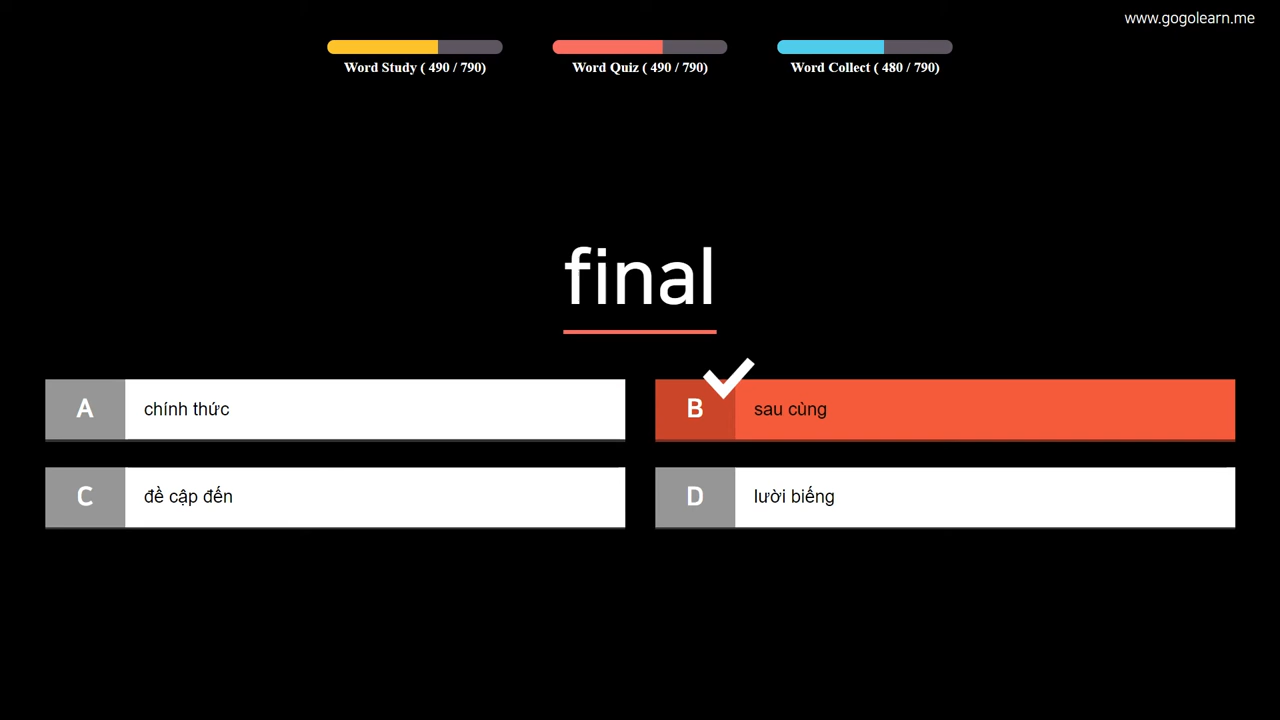 www.gogolearn.me
Word Study ( 490 / 790)
Word Quiz ( 490 / 790)
Word Collect ( 480 / 790)
final
A chính thức
B sau cùng
C đề cập đến
D lười biếng